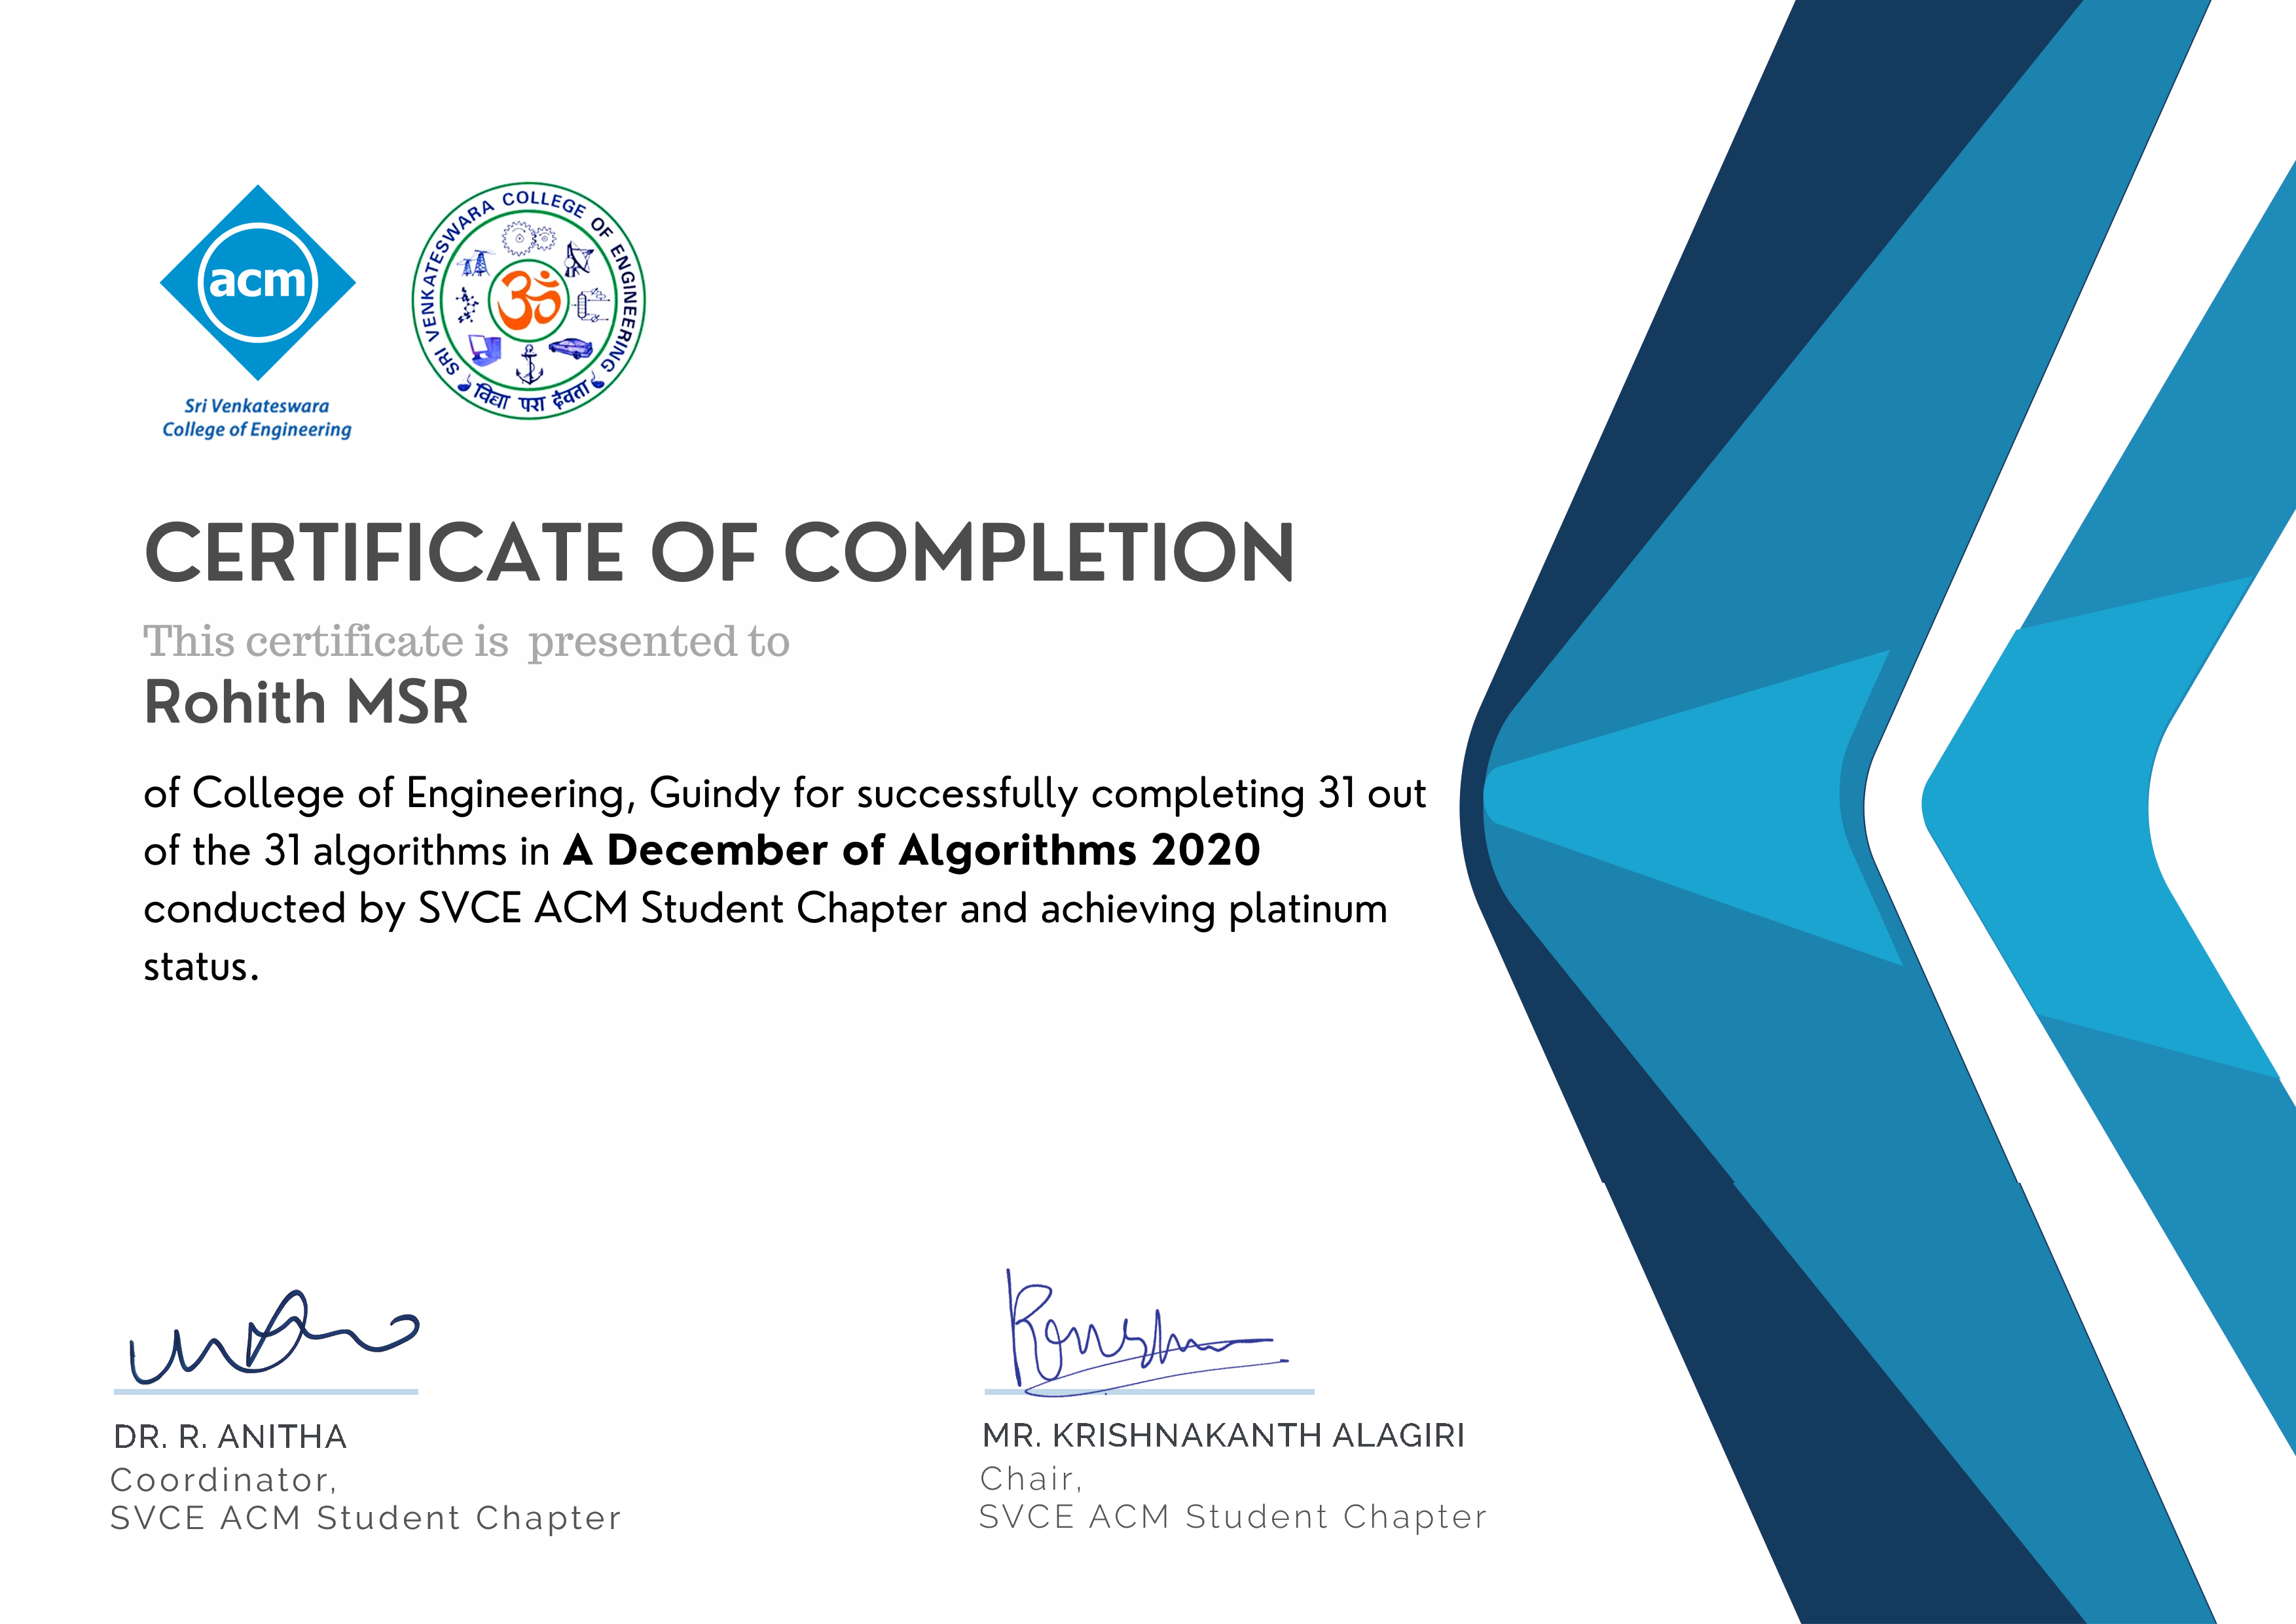 acm
Sri Venkateswara
College of Engineering
SRI VENKATESWARA COLLEGE OF ENGINEERING
विद्या परा देवता
ॐ
CERTIFICATE OF COMPLETION
This certificate is presented to
Rohith MSR
of College of Engineering, Guindy for successfully completing 31 out
of the 31 algorithms in A December of Algorithms 2020
conducted by SVCE ACM Student Chapter and achieving platinum
status.
DR. R. ANITHA
Coordinator,
SVCE ACM Student Chapter
MR. KRISHNAKANTH ALAGIRI
Chair,
SVCE ACM Student Chapter